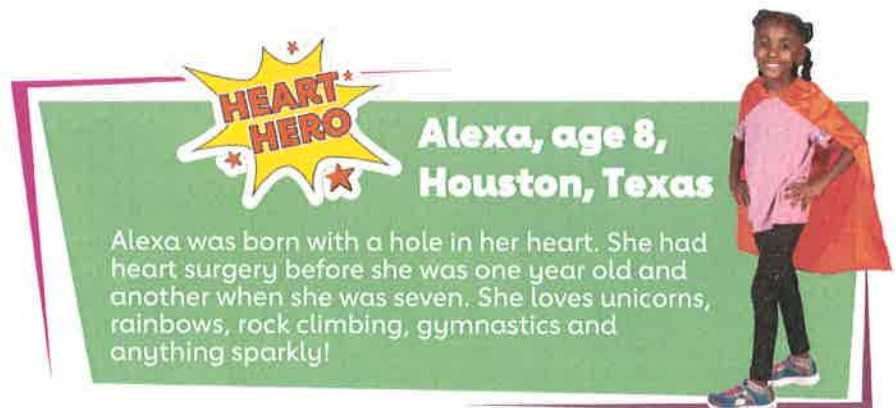 HEART
HERO
Alexa, age 8,
Houston, Texas
Alexa was born with a hole in her heart. She had
heart surgery before she was one year old and
another when she was seven. She loves unicorns,
rainbows, rock climbing, gymnastics and
anything sparkly!